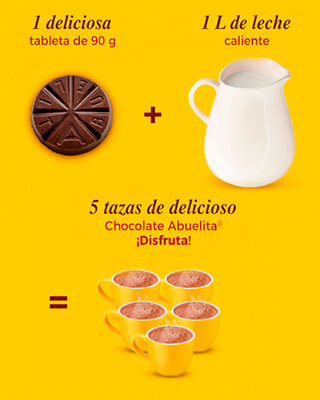 1 deliciosa
tableta de 90 g
1 L de leche
caliente
+
5 tazas de delicioso
Chocolate Abuelita®
¡Disfruta!
=